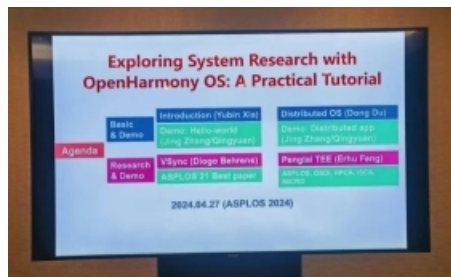 Exploring System Research with
OpenHarmony OS: A Practical Tutorial
Agenda
Basic
& Demo
Introduction (Yubin Xia)
Demo: Hello-world
(Jing Zhang/Qingyuan)
Distributed OS (Dong Du)
Demo: Distributed app
(Jing Zhang/Qingyuan)
Research
& Demo
VSync (Diogo Behrens)
ASPLOS'21 Best paper
Penglai TEE (Erhu Feng)
ASPLOS, OSDI, HPCA, ISCA,
MICRO
2024.04.27 (ASPLOS 2024)